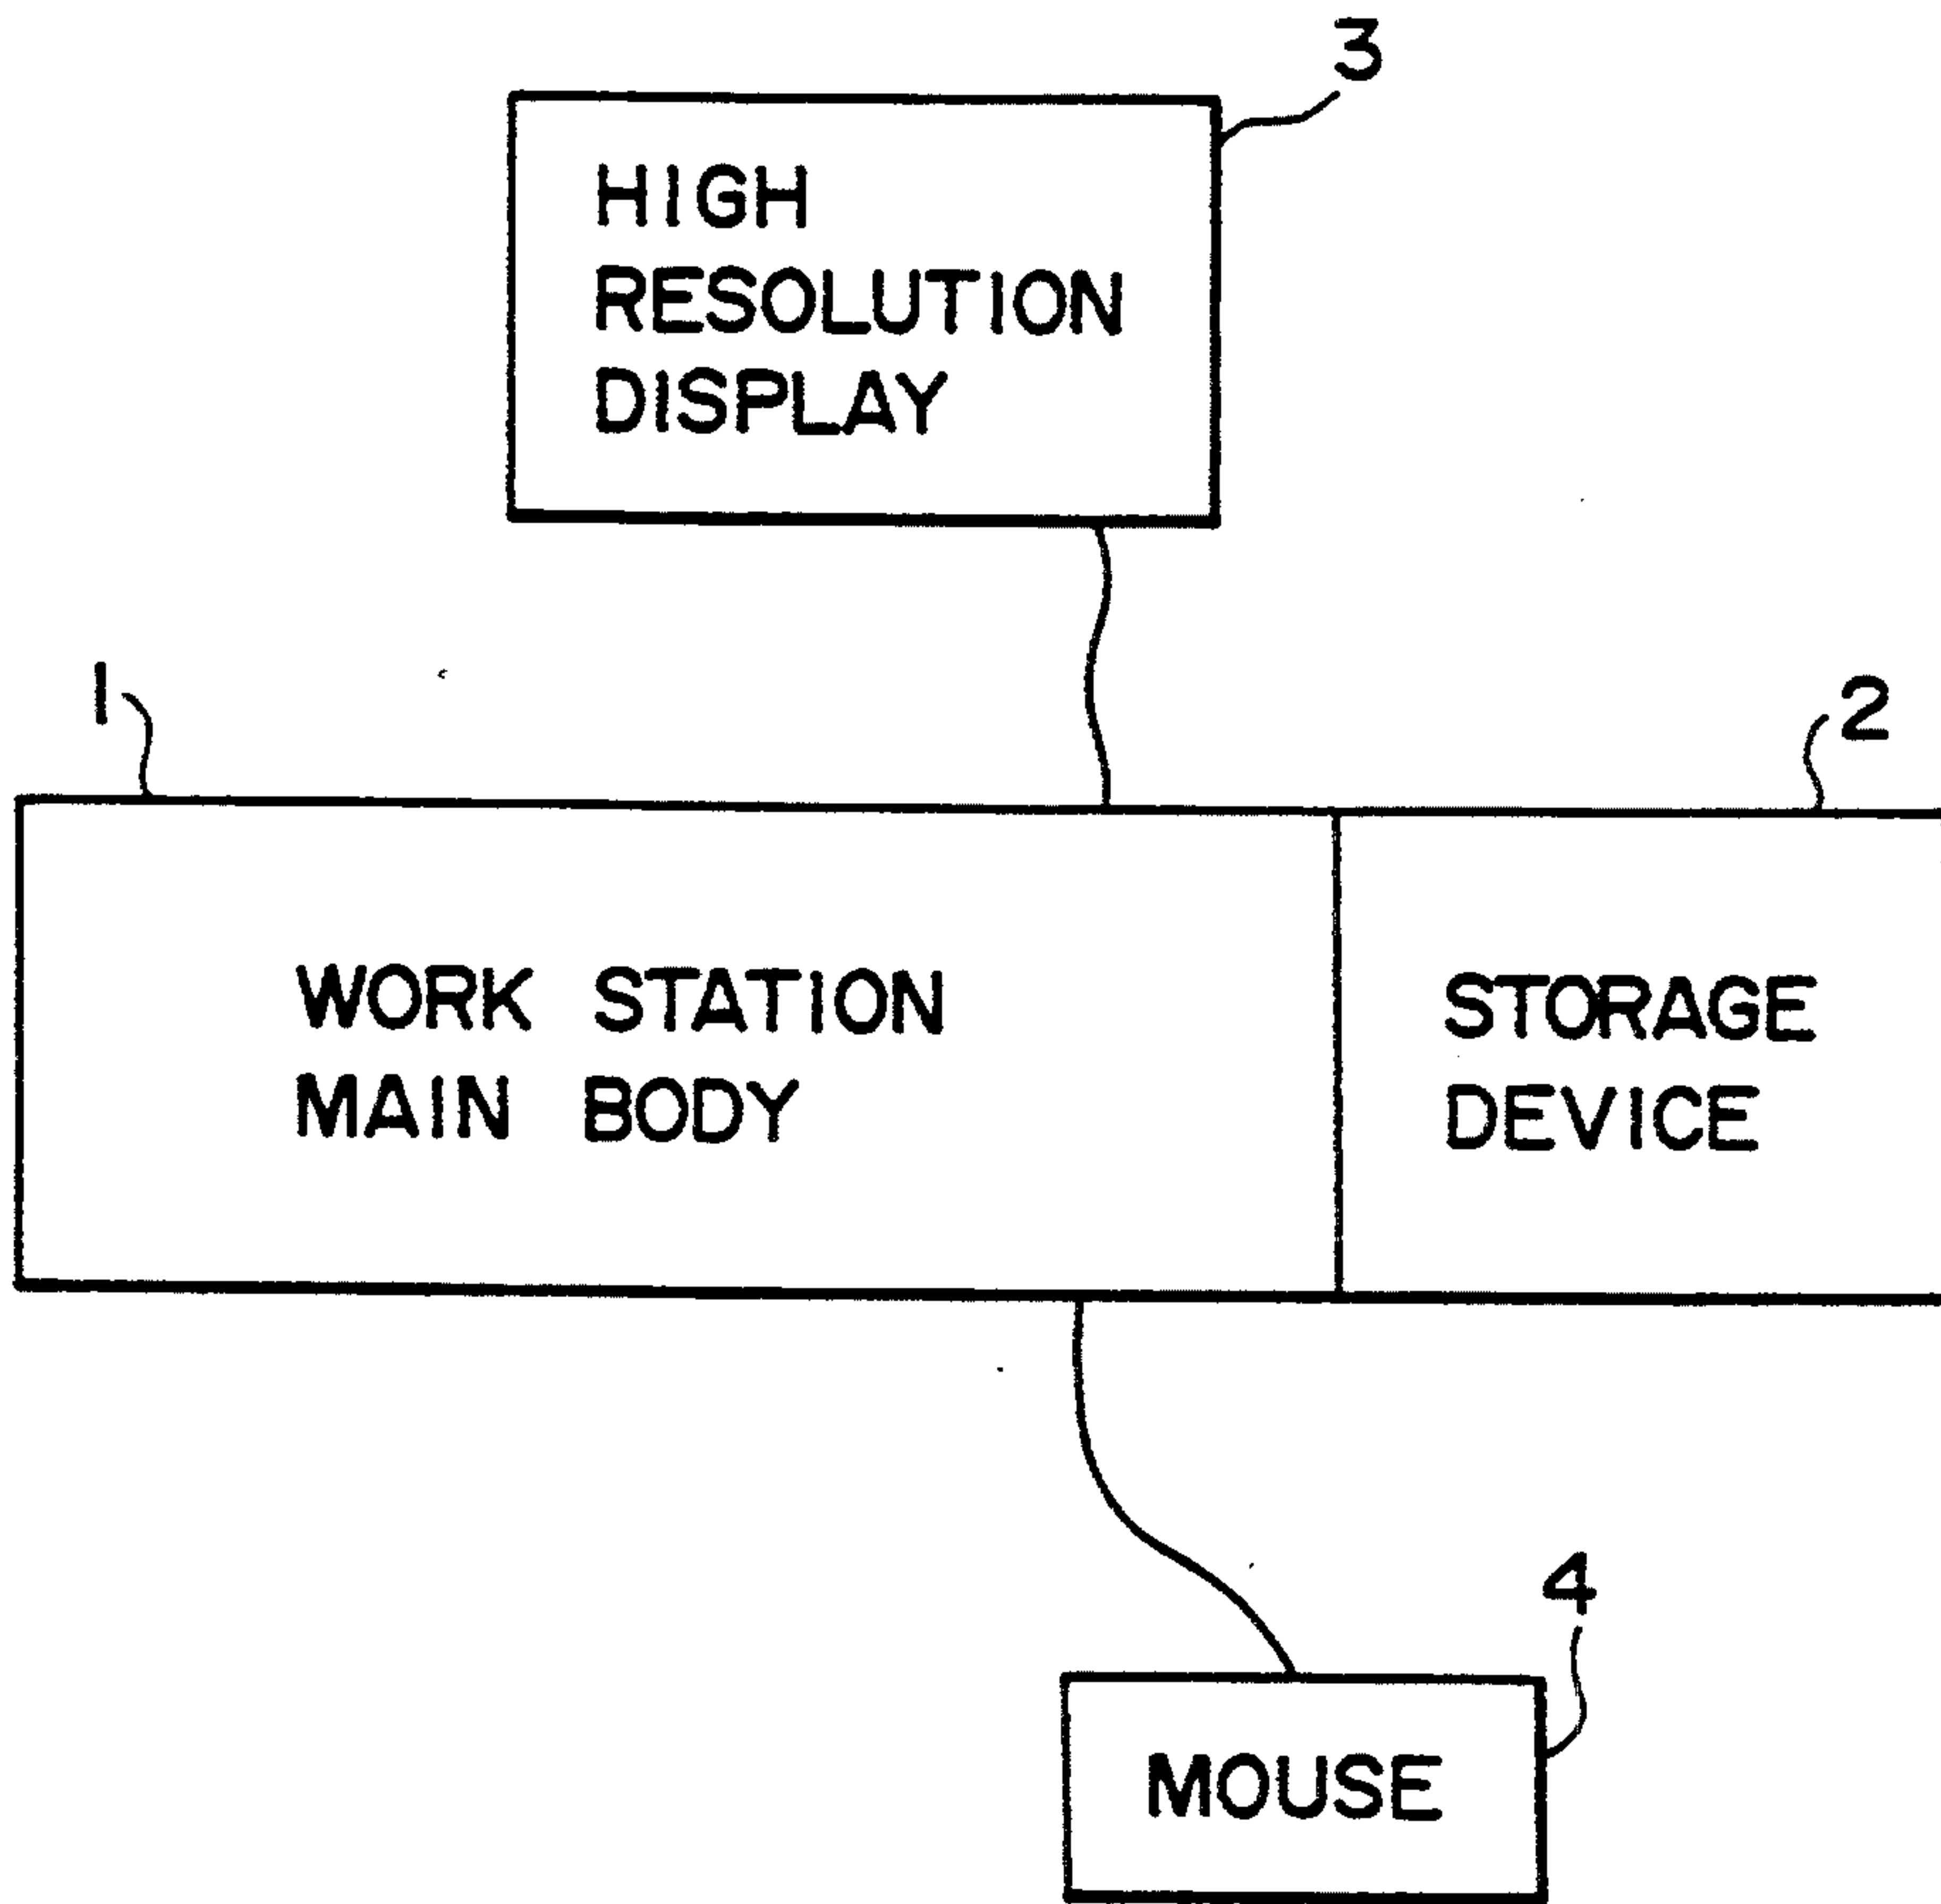 3
HIGH
RESOLUTION
DISPLAY
1
2
WORK STATION
MAIN BODY
STORAGE
DEVICE
4
MOUSE